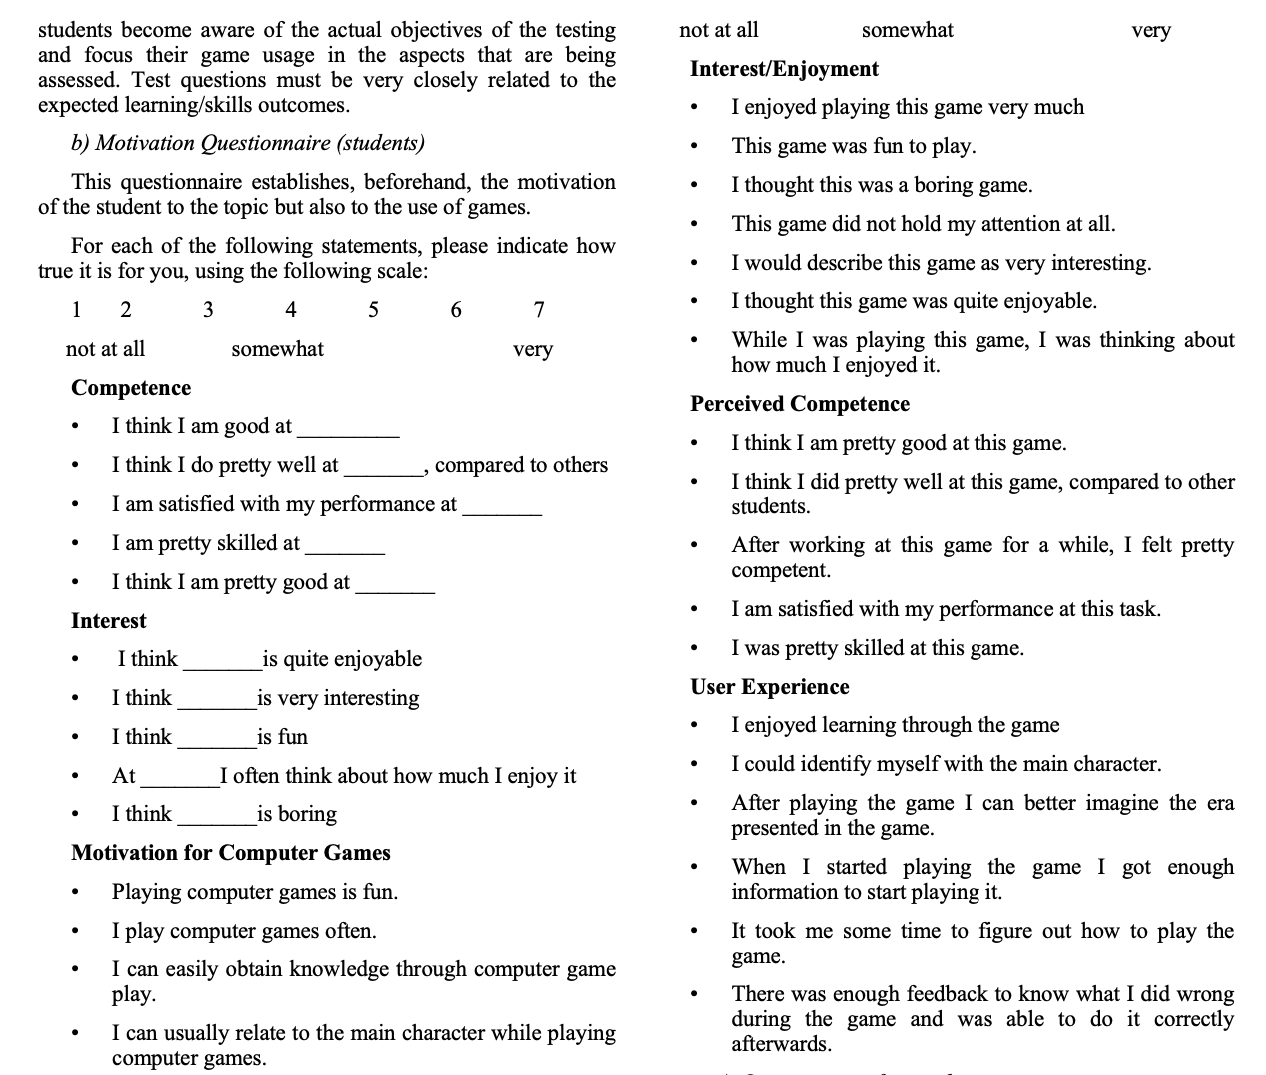 students become aware of the actual objectives of the testing
and focus their game usage in the aspects that are being
assessed. Test questions must be very closely related to the
expected learning/skills outcomes.
b) Motivation Questionnaire (students)
This questionnaire establishes, beforehand, the motivation
of the student to the topic but also to the use of games.
For each of the following statements, please indicate how
true it is for you, using the following scale:
1 2 3 4 5 6 7
not at all somewhat very
Competence
• I think I am good at _________
• I think I do pretty well at _______, compared to others
• I am satisfied with my performance at _______
• I am pretty skilled at _______
• I think I am pretty good at _______
Interest
• I think _______is quite enjoyable
• I think _______is very interesting
• I think _______is fun
• At _______I often think about how much I enjoy it
• I think _______is boring
Motivation for Computer Games
• Playing computer games is fun.
• I play computer games often.
• I can easily obtain knowledge through computer game
play.
• I can usually relate to the main character while playing
computer games.
not at all somewhat very
Interest/Enjoyment
• I enjoyed playing this game very much
• This game was fun to play.
• I thought this was a boring game.
• This game did not hold my attention at all.
• I would describe this game as very interesting.
• I thought this game was quite enjoyable.
• While I was playing this game, I was thinking about
how much I enjoyed it.
Perceived Competence
• I think I am pretty good at this game.
• I think I did pretty well at this game, compared to other
students.
• After working at this game for a while, I felt pretty
competent.
• I am satisfied with my performance at this task.
• I was pretty skilled at this game.
User Experience
• I enjoyed learning through the game
• I could identify myself with the main character.
• After playing the game I can better imagine the era
presented in the game.
• When I started playing the game I got enough
information to start playing it.
• It took me some time to figure out how to play the
game.
• There was enough feedback to know what I did wrong
during the game and was able to do it correctly
afterwards.